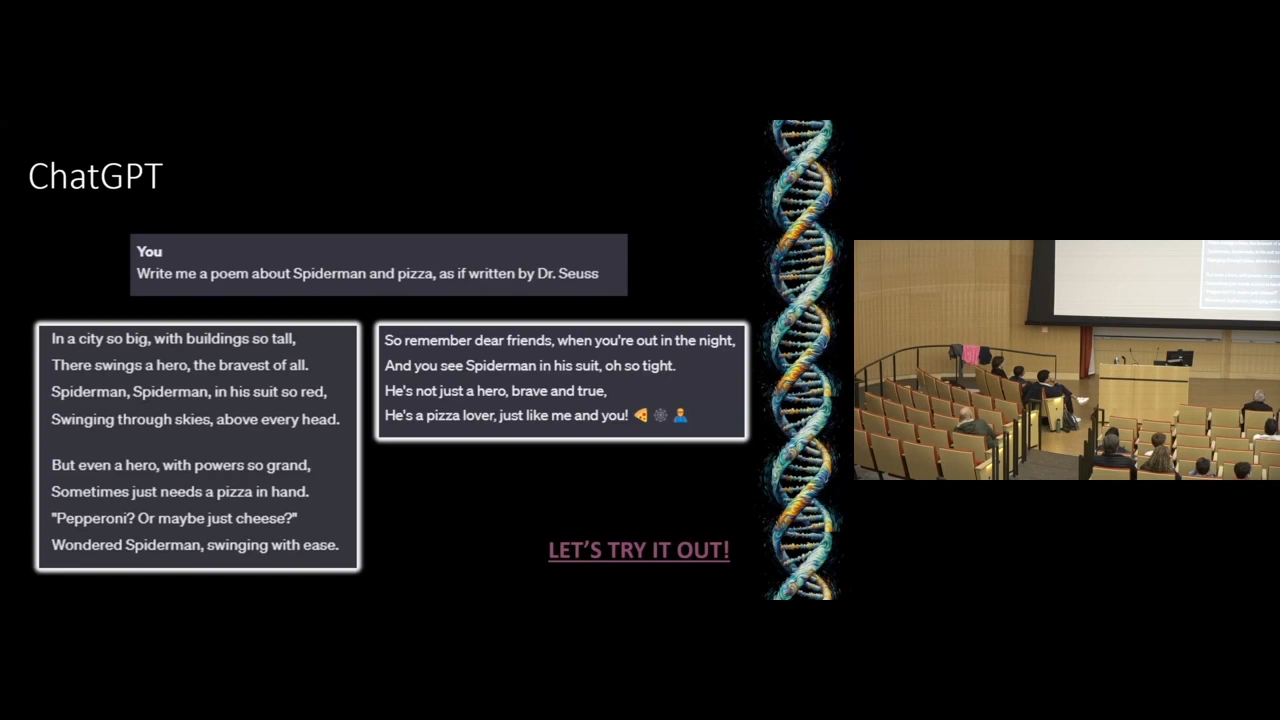 ChatGPT
You
Write me a poem about Spiderman and pizza, as if written by Dr. Seuss
In a city so big, with buildings so tall,
There swings a hero, the bravest of all.
Spiderman, Spiderman, in his suit so red,
Swinging through skies, above every head.
But even a hero, with powers so grand,
Sometimes just needs a pizza in hand.
"Pepperoni? Or maybe just cheese?"
Wondered Spiderman, swinging with ease.
So remember dear friends, when you're out in the night,
And you see Spiderman in his suit, oh so tight.
He's not just a hero, brave and true,
He's a pizza lover, just like me and you! 🍕 🕸️ 🦸‍♂️
LET'S TRY IT OUT!